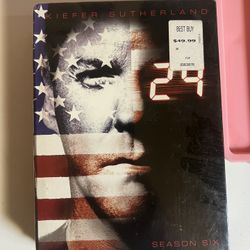 KIEFER SUTHERLAND
BEST BUY
$49.99
24
SEASON SIX